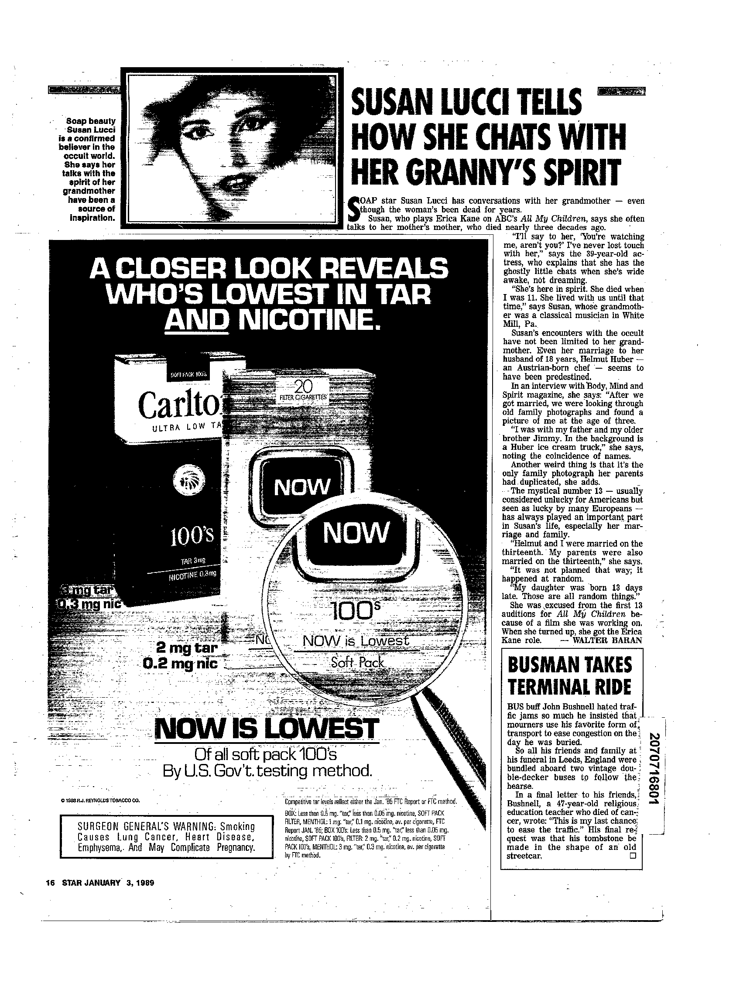 Soap beauty
Susan Lucci
is a confirmed
believer in the
occult world.
She says her
talks with the
spirit of her
grandmother
have been a
source of
inspiration.
SUSAN LUCCI TELLS
HOW SHE CHATS WITH
HER GRANNY'S SPIRIT
SOAP star Susan Lucci has conversations with her grandmother — even
though the woman's been dead for years.
Susan, who plays Erica Kane on ABC's All My Children, says she often
talks to her mother's mother, who died nearly three decades ago.
"I'll say to her, 'You're watching
me, aren't you?' I've never lost touch
with her," says the 39-year-old ac-
tress, who explains that she has the
ghostly little chats when she's wide
awake, not dreaming.
"She's here in spirit. She died when
I was 11. She lived with us until that
time," says Susan, whose grandmoth-
er was a classical musician in White
Mill, Pa.
Susan's encounters with the occult
have not been limited to her grand-
mother. Even her marriage to her
husband of 18 years, Helmut Huber —
an Austrian-born chef — seems to
have been predestined.
In an interview with Body, Mind and
Spirit magazine, she says: "After we
got married, we were looking through
old family photographs and found a
picture of me at the age of three.
"I was with my father and my older
brother Jimmy. In the background is
a Huber ice cream truck," she says,
noting the coincidence of names.
Another weird thing is that it's the
only family photograph her parents
had duplicated, she adds.
The mystical number 13 — usually
considered unlucky for Americans but
seen as lucky by many Europeans —
has always played an important part
in Susan's life, especially her mar-
riage and family.
"Helmut and I were married on the
thirteenth. My parents were also
married on the thirteenth," she says.
"It was not planned that way; it
happened at random.
"My daughter was born 13 days
late. Those are all random things."
She was excused from the first 13
auditions for All My Children be-
cause of a film she was working on.
When she turned up, she got the Erica
Kane role. — WALTER BARAN
A CLOSER LOOK REVEALS
WHO'S LOWEST IN TAR
AND NICOTINE.
SOFT PACK 100's
Carlto
ULTRA LOW TA
100's
TAR 3mg
NICOTINE 0.3mg
3 mg tar
0.3 mg nic
20
FILTER CIGARETTES
NOW
NOW
100s
NOW is Lowest
Soft Pack
2 mg tar
0.2 mg nic
NOW IS LOWEST
Of all soft pack 100's
By U.S. Gov't. testing method.
© 1988 R.J. REYNOLDS TOBACCO CO.
SURGEON GENERAL'S WARNING: Smoking
Causes Lung Cancer, Heart Disease,
Emphysema, And May Complicate Pregnancy.
Competitive tar levels reflect either the Jan. '85 FTC Report or FTC method.
BOX: Less than 0.5 mg. "tar," less than 0.05 mg. nicotine, SOFT PACK
FILTER, MENTHOL: 1 mg. "tar," 0.1 mg. nicotine, av. per cigarette, FTC
Report JAN. '85; BOX 100's: Less than 0.5 mg. "tar," less than 0.05 mg.
nicotine, SOFT PACK 100's, FILTER: 2 mg. "tar," 0.2 mg. nicotine, SOFT
PACK 100's, MENTHOL: 3 mg. "tar," 0.3 mg. nicotine, av. per cigarette
by FTC method.
BUSMAN TAKES
TERMINAL RIDE
BUS buff John Bushnell hated traf-
fic jams so much he insisted that
mourners use his favorite form of
transport to ease congestion on the
day he was buried.
So all his friends and family at
his funeral in Leeds, England were
bundled aboard two vintage dou-
ble-decker buses to follow the
hearse.
In a final letter to his friends,
Bushnell, a 47-year-old religious
education teacher who died of can-
cer, wrote: "This is my last chance
to ease the traffic." His final re-
quest was that his tombstone be
made in the shape of an old
streetcar.
2070716801
16 STAR JANUARY 3, 1989